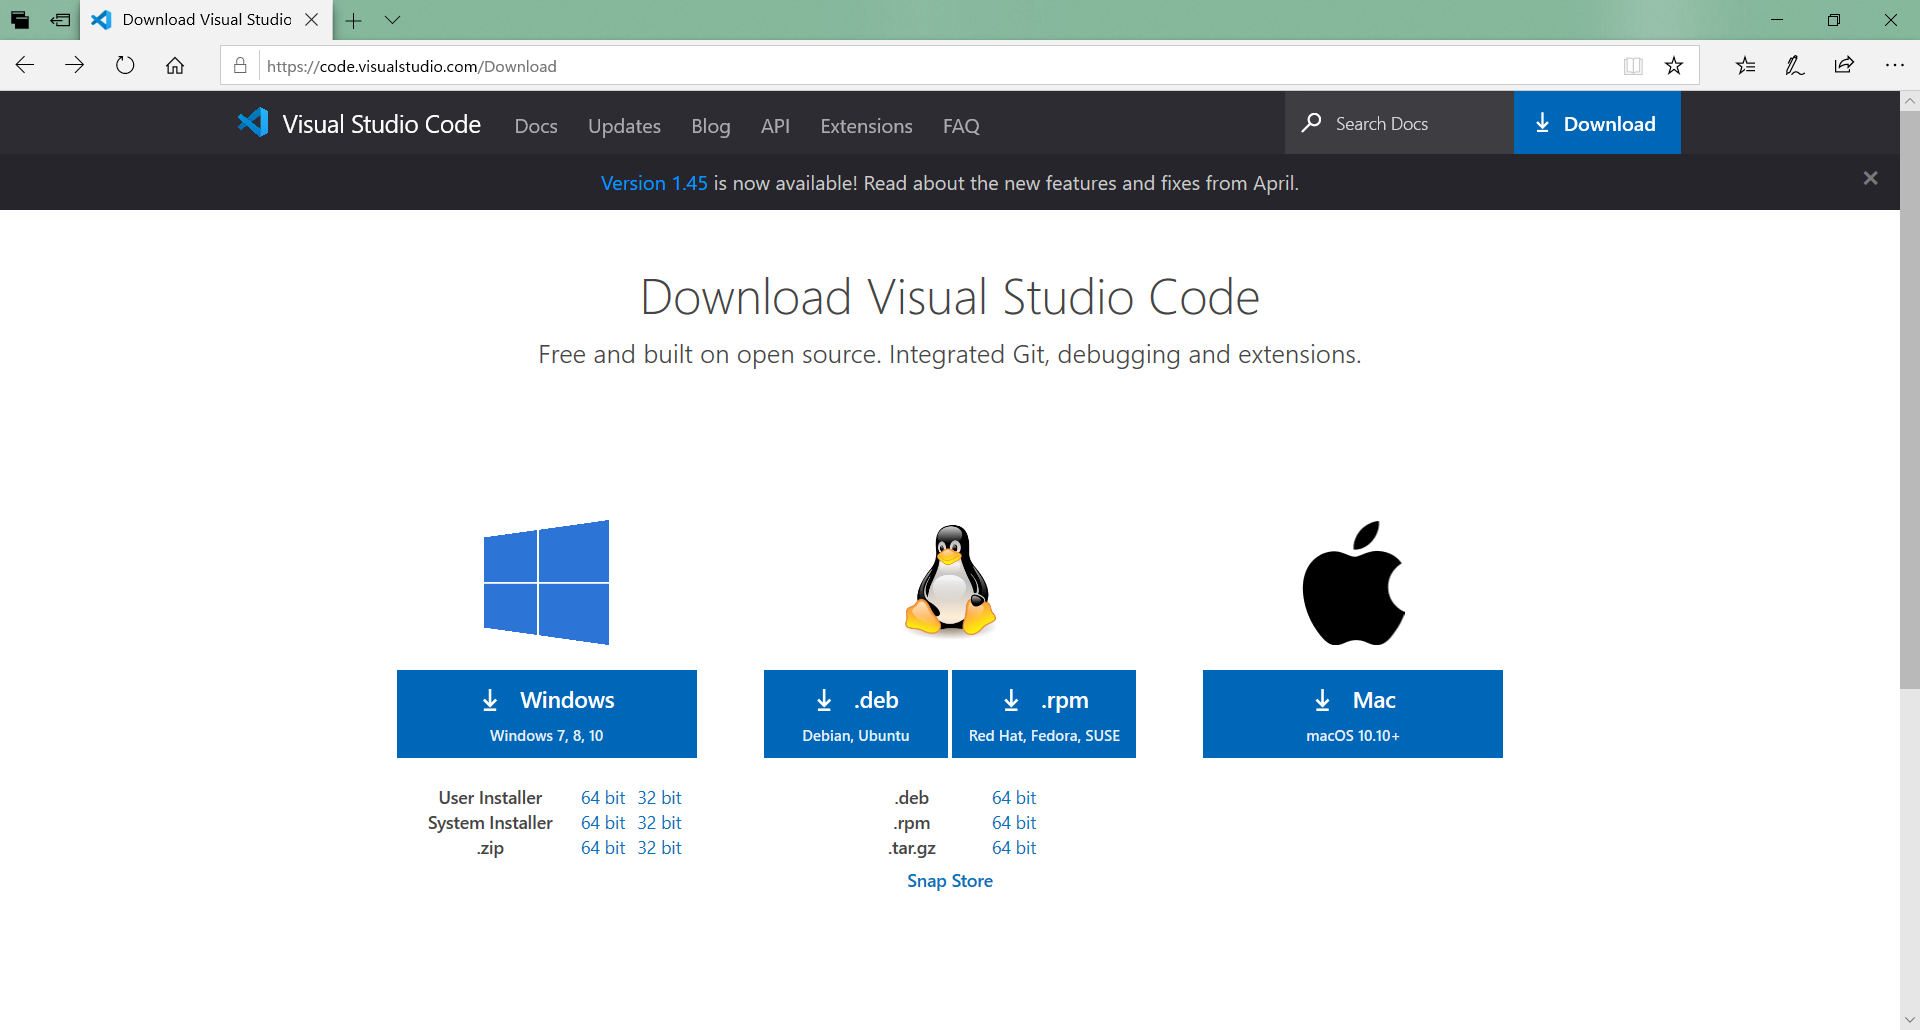 Download Visual Studio
https://code.visualstudio.com/Download
Visual Studio Code Docs Updates Blog API Extensions FAQ Search Docs Download
Version 1.45 is now available! Read about the new features and fixes from April.
Download Visual Studio Code
Free and built on open source. Integrated Git, debugging and extensions.
Windows
Windows 7, 8, 10
User Installer 64 bit 32 bit
System Installer 64 bit 32 bit
.zip 64 bit 32 bit
.deb
Debian, Ubuntu
.rpm
Red Hat, Fedora, SUSE
.deb 64 bit
.rpm 64 bit
.tar.gz 64 bit
Snap Store
Mac
macOS 10.10+